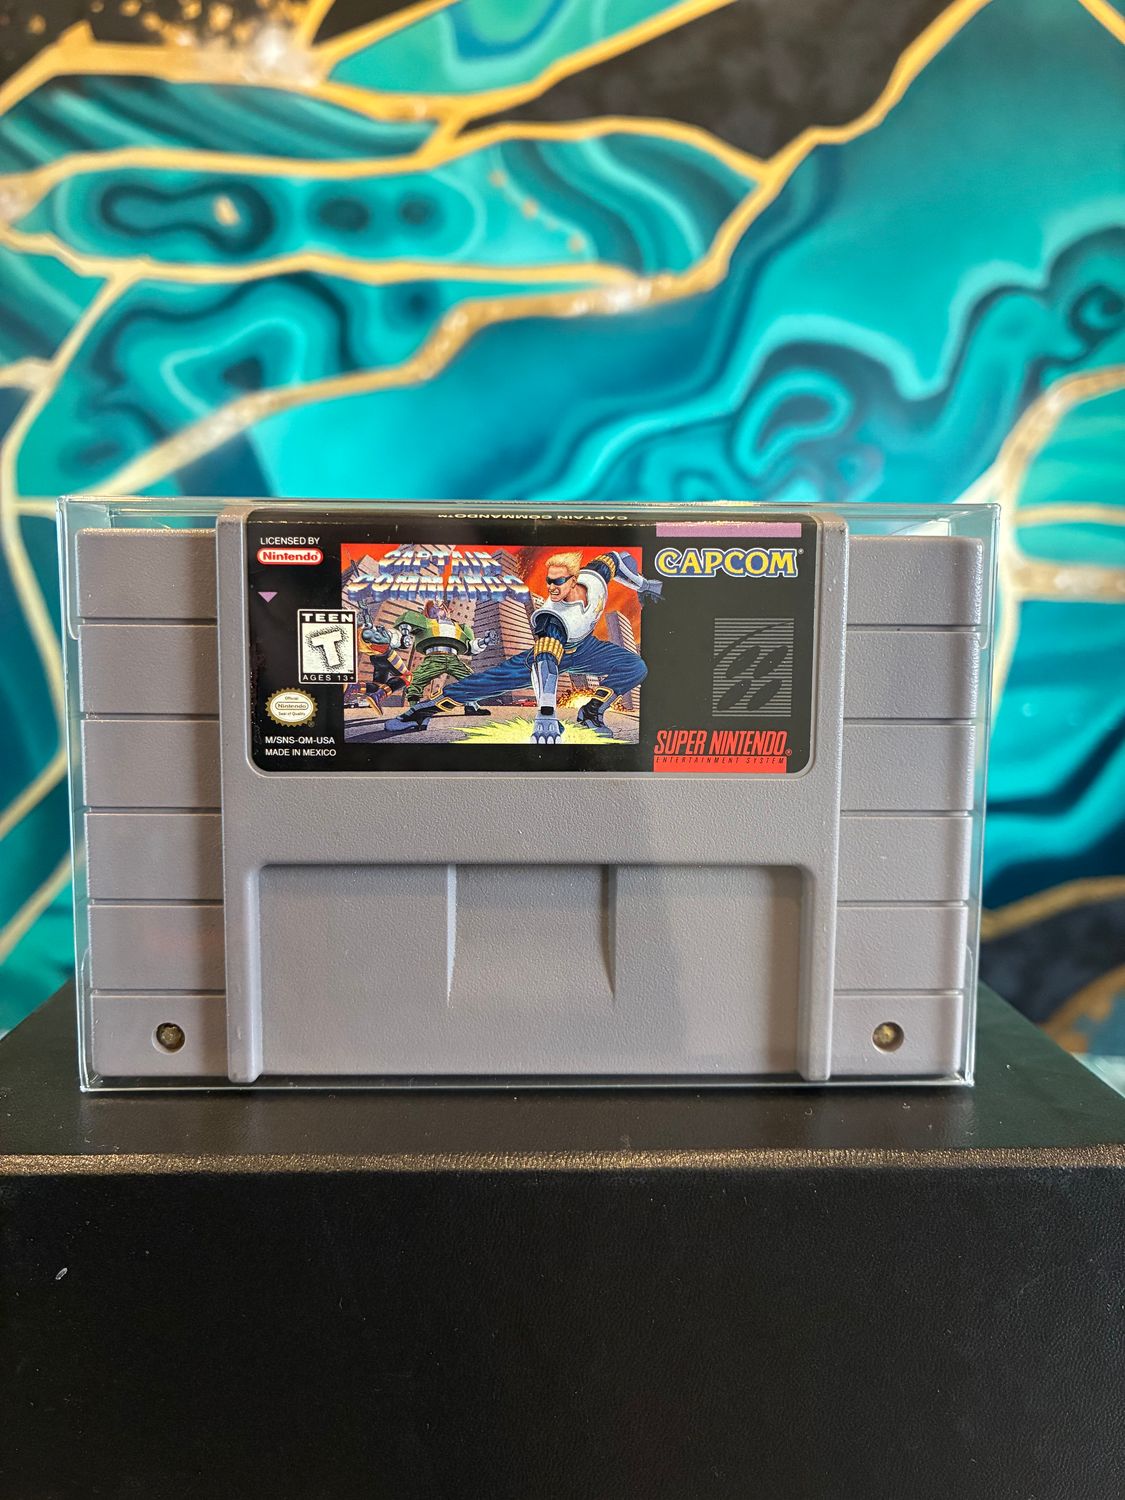 CAPTAIN COMMANDO™
LICENSED BY
Nintendo®
CAPTAIN
COMMANDO
CAPCOM®
TEEN
T
AGES 13+
Official
Nintendo
Seal of Quality
M/SNS-QM-USA
MADE IN MEXICO
SUPER NINTENDO®
ENTERTAINMENT SYSTEM